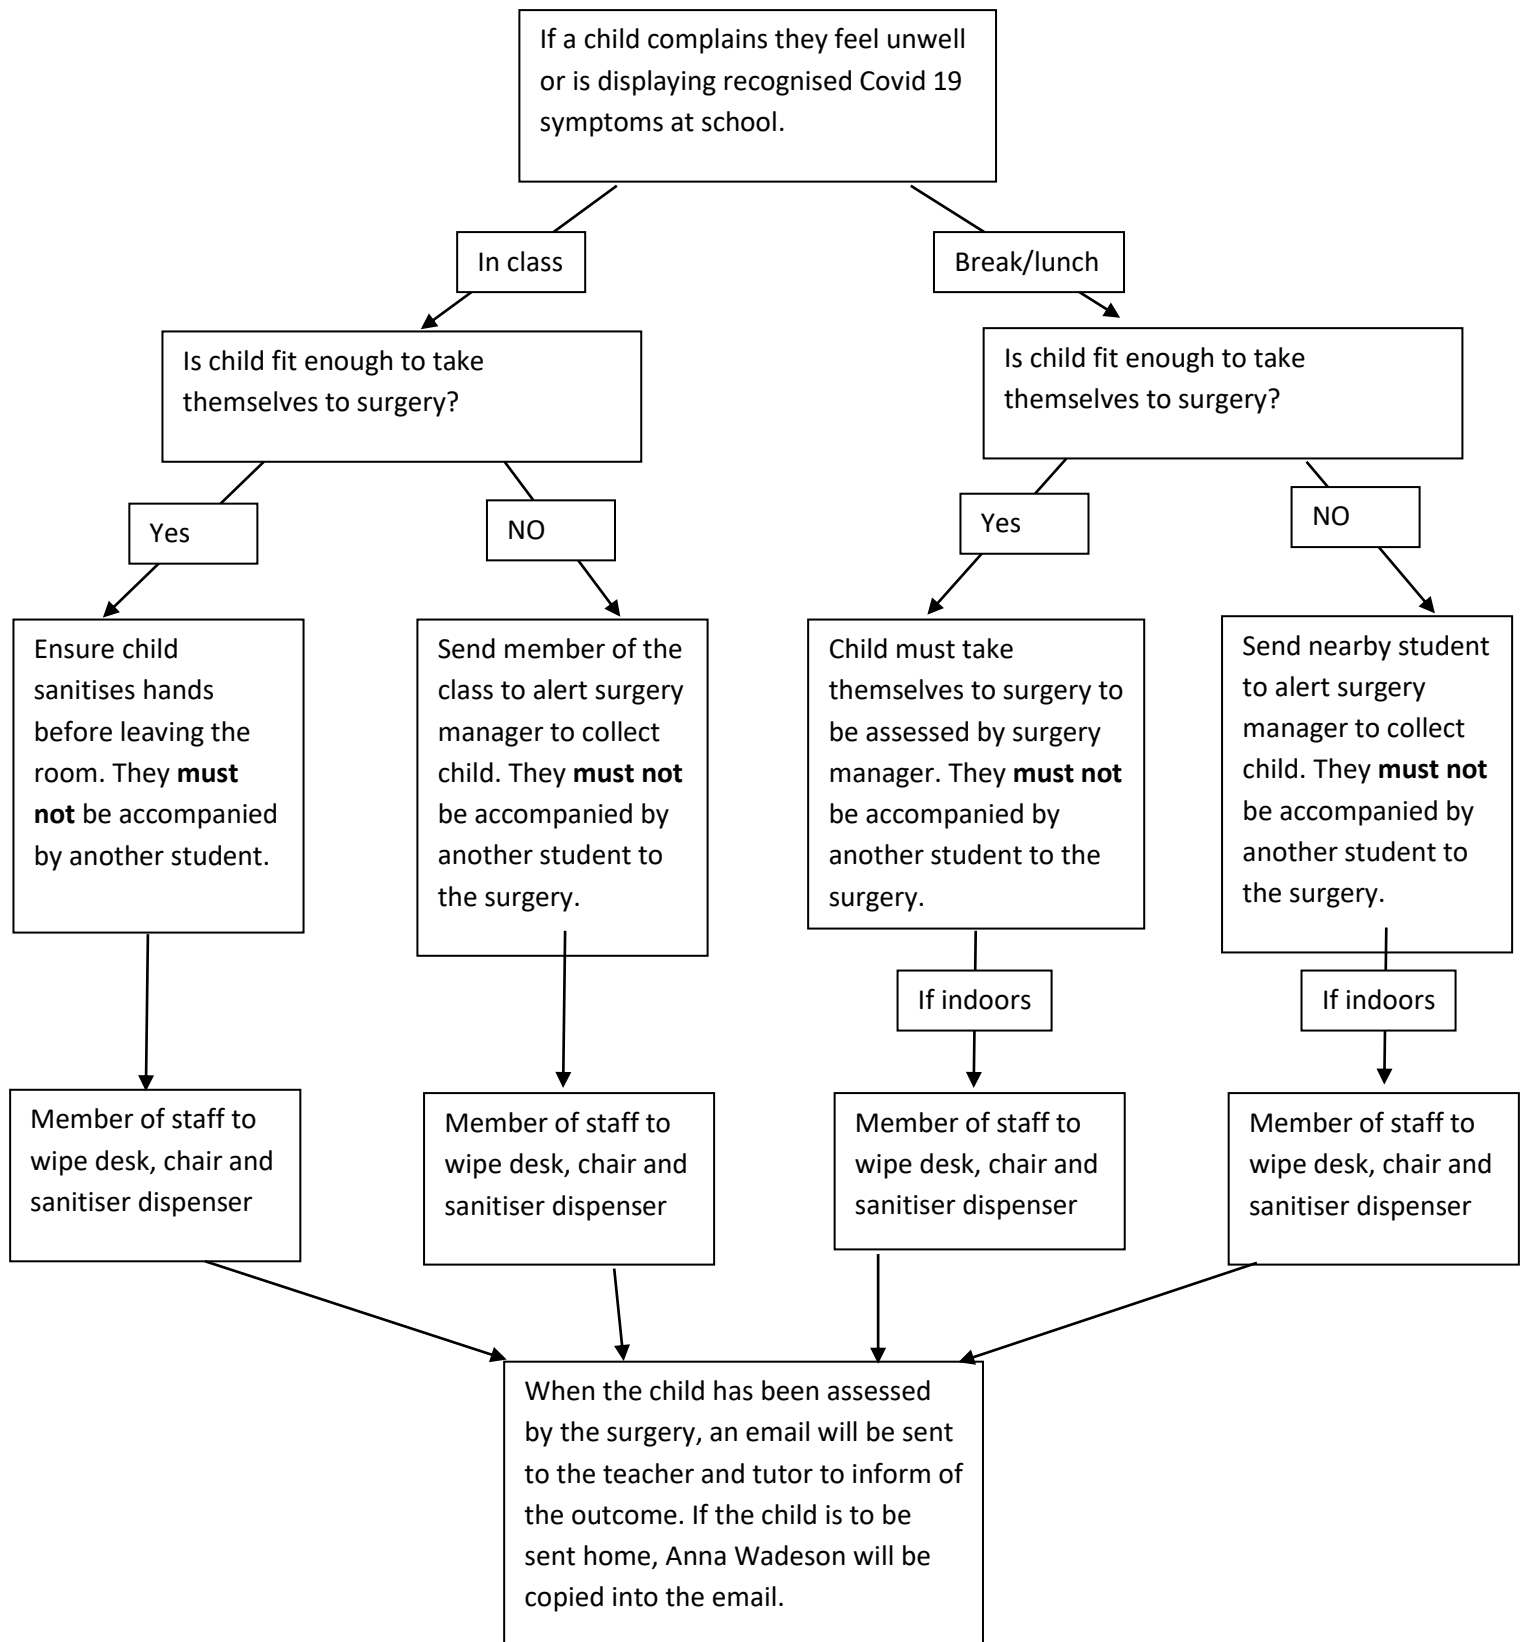 If a child complains they feel unwell
or is displaying recognised Covid 19
symptoms at school.
In class
Break/lunch
Is child fit enough to take
themselves to surgery?
Is child fit enough to take
themselves to surgery?
Yes
NO
Yes
NO
Ensure child
sanitises hands
before leaving the
room. They must
not be accompanied
by another student.
Send member of the
class to alert surgery
manager to collect
child. They must not
be accompanied by
another student to
the surgery.
Child must take
themselves to surgery to
be assessed by surgery
manager. They must not
be accompanied by
another student to the
surgery.
Send nearby student
to alert surgery
manager to collect
child. They must not
be accompanied by
another student to
the surgery.
If indoors
If indoors
Member of staff to
wipe desk, chair and
sanitiser dispenser
Member of staff to
wipe desk, chair and
sanitiser dispenser
Member of staff to
wipe desk, chair and
sanitiser dispenser
Member of staff to
wipe desk, chair and
sanitiser dispenser
When the child has been assessed
by the surgery, an email will be sent
to the teacher and tutor to inform of
the outcome. If the child is to be
sent home, Anna Wadeson will be
copied into the email.